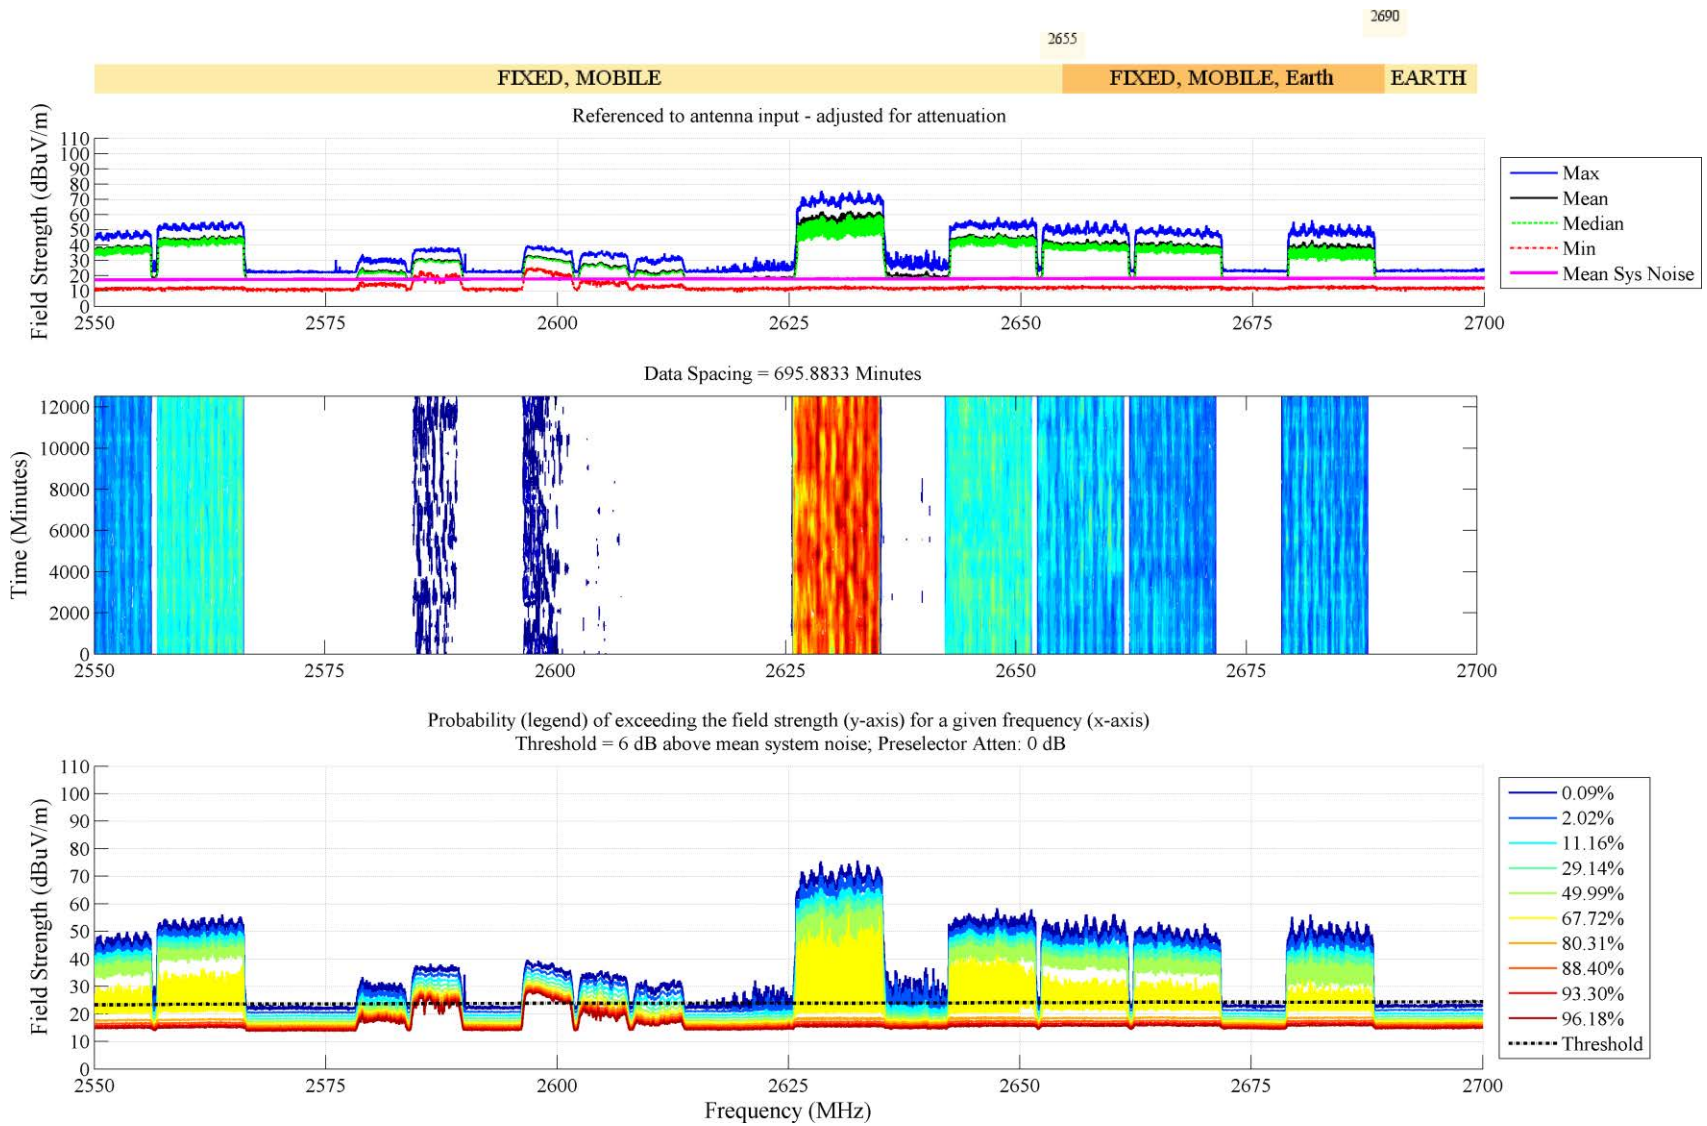 2690
2655
FIXED, MOBILE
FIXED, MOBILE, Earth
EARTH
Referenced to antenna input - adjusted for attenuation
Field Strength (dBuV/m)
110
100
90
80
70
60
50
40
30
20
10
0
2550 2575 2600 2625 2650 2675 2700
Max
Mean
Median
Min
Mean Sys Noise
Data Spacing = 695.8833 Minutes
Time (Minutes)
12000
10000
8000
6000
4000
2000
0
2550 2575 2600 2625 2650 2675 2700
Probability (legend) of exceeding the field strength (y-axis) for a given frequency (x-axis)
Threshold = 6 dB above mean system noise; Preselector Atten: 0 dB
Field Strength (dBuV/m)
110
100
90
80
70
60
50
40
30
20
10
0
2550 2575 2600 2625 2650 2675 2700
Frequency (MHz)
0.09%
2.02%
11.16%
29.14%
49.99%
67.72%
80.31%
88.40%
93.30%
96.18%
Threshold